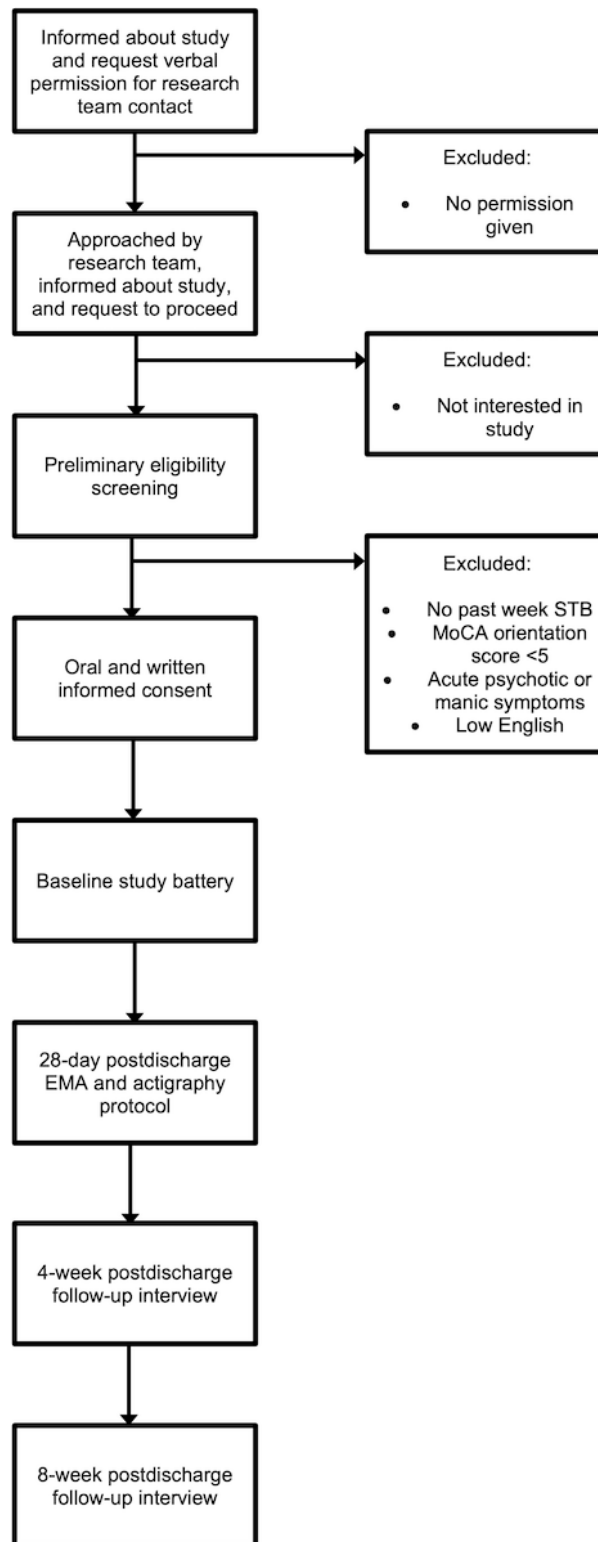 Informed about study
and request verbal
permission for research
team contact
Excluded:
• No permission
given
Approached by
research team,
informed about study,
and request to proceed
Excluded:
• Not interested in
study
Preliminary eligibility
screening
Excluded:
• No past week STB
• MoCA orientation
score <5
• Acute psychotic or
manic symptoms
• Low English
Oral and written
informed consent
Baseline study battery
28-day postdischarge
EMA and actigraphy
protocol
4-week postdischarge
follow-up interview
8-week postdischarge
follow-up interview